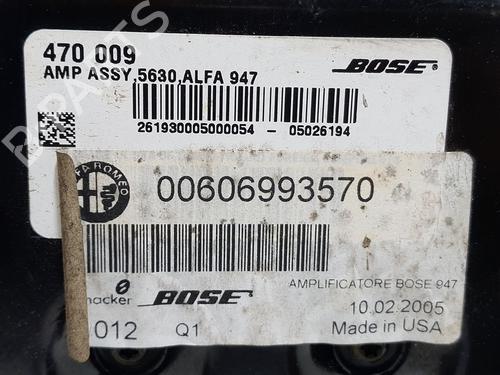 470 009
BOSE
AMP ASSY,5630,ALFA 947
261930005000054 - 05026194
ROMEO
00606993570
AMPLIFICATORE BOSE 947
BOSE
10.02.2005
012 Q1 Made in USA